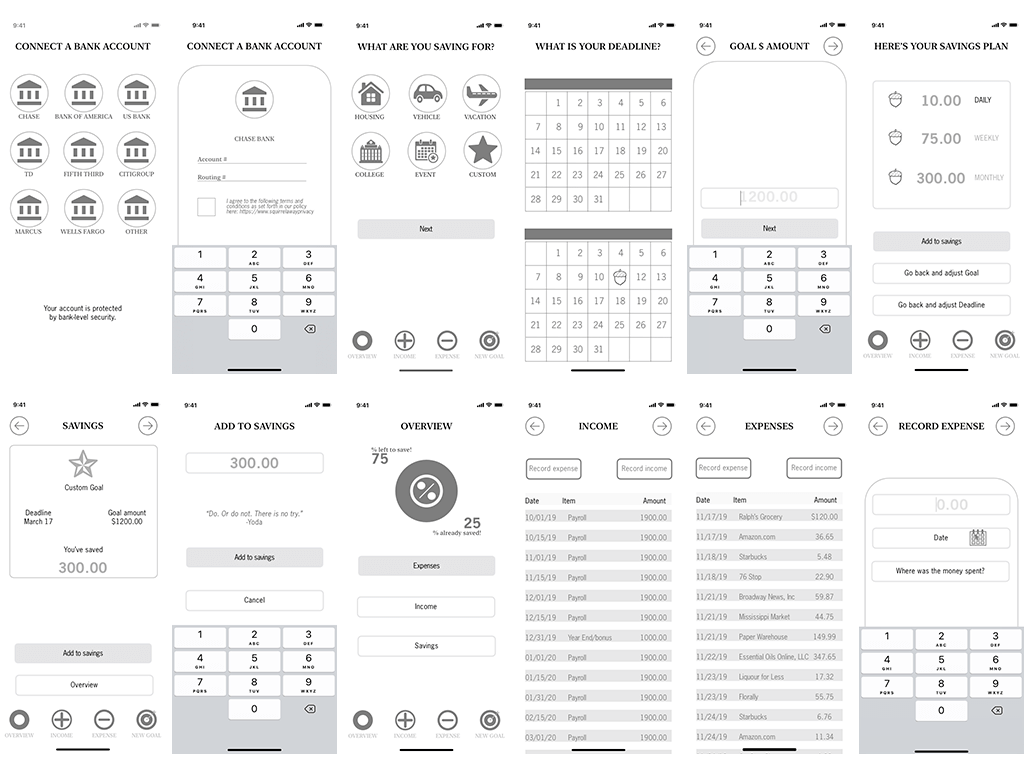 9:41
CONNECT A BANK ACCOUNT
CHASE BANK OF AMERICA US BANK
TD FIFTH THIRD CITIGROUP
MARCUS WELLS FARGO OTHER
Your account is protected
by bank-level security.
9:41
CONNECT A BANK ACCOUNT
CHASE BANK
Account #
Routing #
I agree to the following terms and
conditions as set forth in our policy
here: https://www.squirrelawayprivacy
1 2 ABC 3 DEF
4 GHI 5 JKL 6 MNO
7 PQRS 8 TUV 9 WXYZ
0
9:41
WHAT ARE YOU SAVING FOR?
HOUSING VEHICLE VACATION
COLLEGE EVENT CUSTOM
Next
OVERVIEW INCOME EXPENSE NEW GOAL
9:41
WHAT IS YOUR DEADLINE?
1 2 3 4 5 6
7 8 9 10 11 12 13
14 15 16 17 18 19 20
21 22 23 24 25 26 27
28 29 30 31
1 2 3 4 5 6
7 8 9 10 12 13
14 15 16 17 18 19 20
21 22 23 24 25 26 27
28 29 30 31
9:41
GOAL $ AMOUNT
1200.00
Next
1 2 ABC 3 DEF
4 GHI 5 JKL 6 MNO
7 PQRS 8 TUV 9 WXYZ
0
9:41
HERE'S YOUR SAVINGS PLAN
10.00 DAILY
75.00 WEEKLY
300.00 MONTHLY
Add to savings
Go back and adjust Goal
Go back and adjust Deadline
OVERVIEW INCOME EXPENSE NEW GOAL
9:41
SAVINGS
Custom Goal
Deadline Goal amount
March 17 $1200.00
You've saved
300.00
Add to savings
Overview
OVERVIEW INCOME EXPENSE NEW GOAL
9:41
ADD TO SAVINGS
300.00
"Do. Or do not. There is no try."
-Yoda
Add to savings
Cancel
1 2 ABC 3 DEF
4 GHI 5 JKL 6 MNO
7 PQRS 8 TUV 9 WXYZ
0
9:41
OVERVIEW
% left to save!
75
25
% already saved!
Expenses
Income
Savings
OVERVIEW INCOME EXPENSE NEW GOAL
9:41
INCOME
Record expense Record income
Date Item Amount
10/01/19 Payroll 1900.00
10/15/19 Payroll 1900.00
11/01/19 Payroll 1900.00
11/15/19 Payroll 1900.00
12/01/19 Payroll 1900.00
12/15/19 Payroll 1900.00
12/31/19 Year End/bonus 1000.00
01/01/20 Payroll 1900.00
01/15/20 Payroll 1900.00
01/31/20 Payroll 1900.00
02/15/20 Payroll 1900.00
03/01/20 Payroll 1900.00
9:41
EXPENSES
Record expense Record income
Date Item Amount
11/17/19 Ralph's Grocery $120.00
11/17/19 Amazon.com 36.65
11/18/19 Starbucks 5.48
11/18/19 76 Stop 22.90
11/21/19 Broadway News, Inc 59.87
11/21/19 Mississippi Market 44.75
11/21/19 Paper Warehouse 149.99
11/22/19 Essential Oils Online, LLC 347.65
11/23/19 Liquour for Less 17.32
11/23/19 Florally 55.75
11/24/19 Starbucks 6.76
11/24/19 Amazon.com 11.34
9:41
RECORD EXPENSE
0.00
Date
Where was the money spent?
1 2 ABC 3 DEF
4 GHI 5 JKL 6 MNO
7 PQRS 8 TUV 9 WXYZ
0